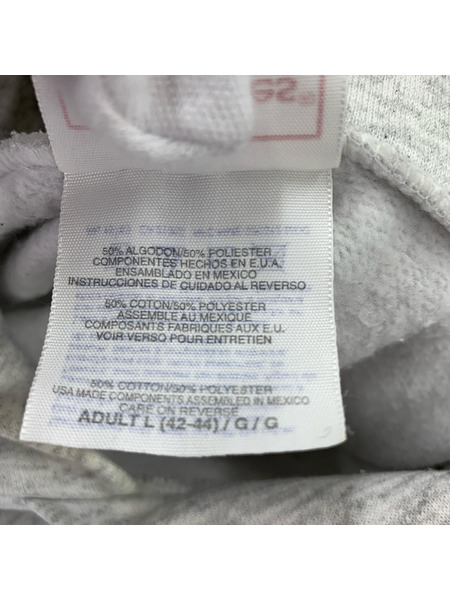 es®
50% ALGODON/50% POLIESTER
COMPONENTES HECHOS EN E.U.A.
ENSAMBLADO EN MEXICO
INSTRUCCIONES DE CUIDADO AL REVERSO
50% COTON/50% POLYESTER
ASSEMBLE AU MEXIQUE
COMPOSANTS FABRIQUES AUX E.U.
VOIR VERSO POUR ENTRETIEN
50% COTTON/50% POLYESTER
USA MADE COMPONENTS ASSEMBLED IN MEXICO
CARE ON REVERSE
ADULT L (42-44) / G / G